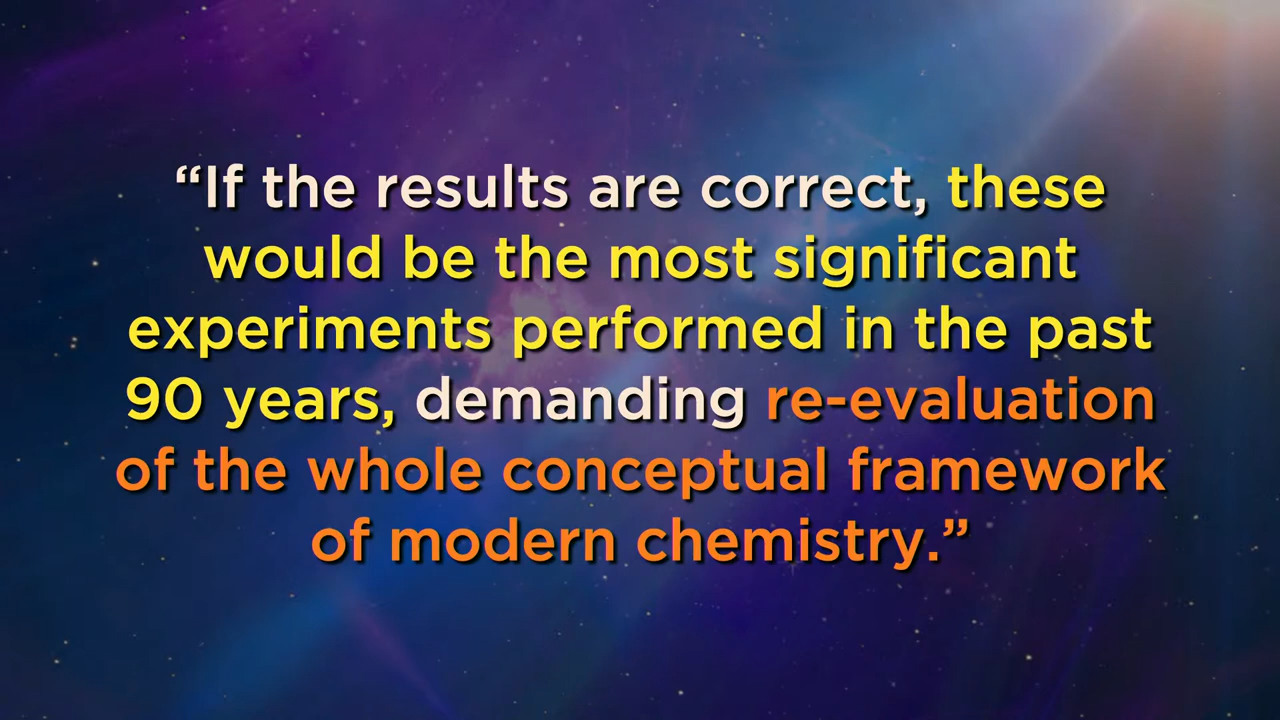 “If the results are correct, these
would be the most significant
experiments performed in the past
90 years, demanding re-evaluation
of the whole conceptual framework
of modern chemistry.”